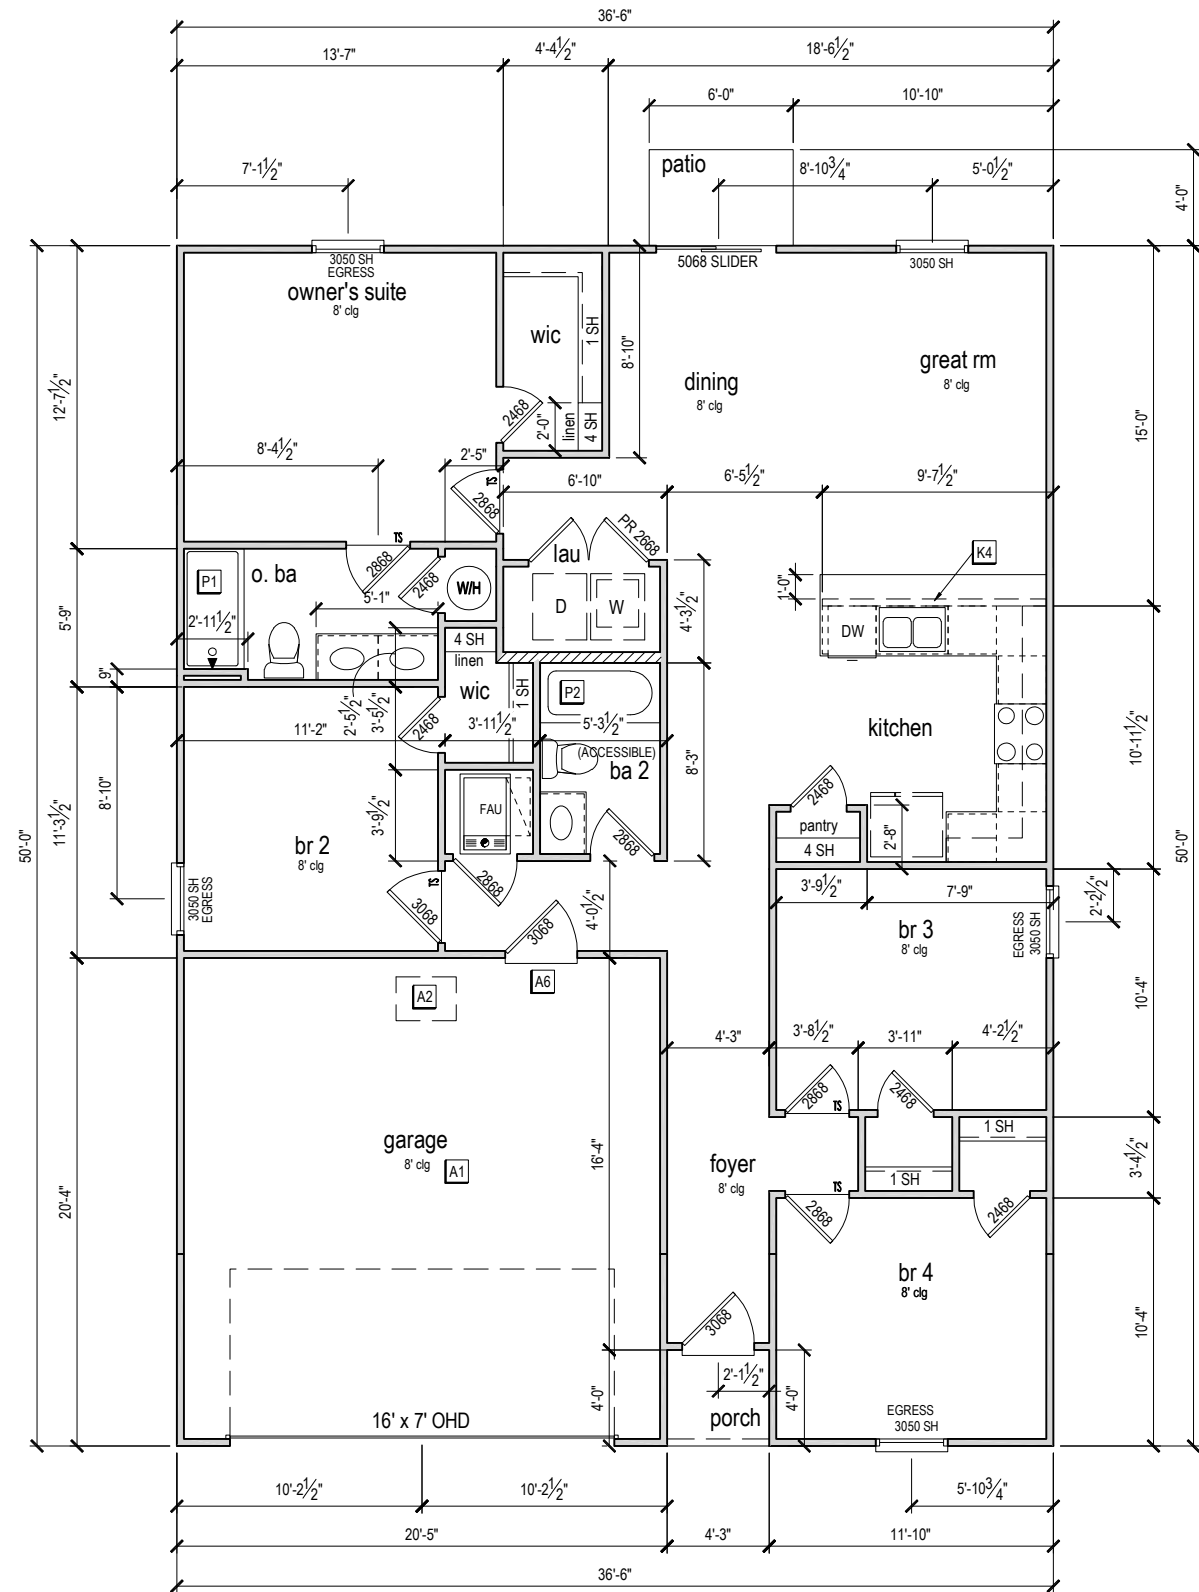 36'-6"
13'-7"
4'-4½"
18'-6½"
6'-0"
10'-10"
patio
7'-1½"
8'-10¾"
5'-0½"
4'-0"
3050 SH
EGRESS
5068 SLIDER
3050 SH
owner's suite
8' clg
wic
1 SH
8'-10"
great rm
8' clg
dining
8' clg
12'-7½"
15'-0"
2468
2'-0"
linen
4 SH
8'-4½"
2'-5"
TS
2868
6'-10"
6'-5½"
9'-7½"
PR 2668
TS
lau
K4
P1
o. ba
2868
2468
W/H
5'-1"
D
W
1'-0"
DW
5'-9"
2'-11½"
4 SH
linen
4'-3½"
9"
wic
1 SH
P2
2'-5½"
3'-5½"
2468
11'-2"
3'-11½"
5'-3½"
kitchen
(ACCESSIBLE)
ba 2
8'-3"
10'-11½"
8'-10"
11'-3½"
50'-0"
50'-0"
3'-9½"
FAU
2468
pantry
4 SH
2'-8"
br 2
8' clg
2868
2868
TS
3050 SH
EGRESS
3068
3'-9½"
7'-9"
2'-2½"
3068
4'-0½"
br 3
8' clg
EGRESS
3050 SH
A6
A2
10'-4"
4'-3"
3'-8½"
3'-11"
4'-2½"
2868
TS
2468
garage
8' clg
A1
16'-4"
foyer
8' clg
1 SH
1 SH
3'-4½"
20'-4"
TS
2868
2468
br 4
8' clg
3068
10'-4"
2'-1½"
4'-0"
4'-0"
porch
16' x 7' OHD
EGRESS
3050 SH
10'-2½"
10'-2½"
5'-10¾"
20'-5"
4'-3"
11'-10"
36'-6"